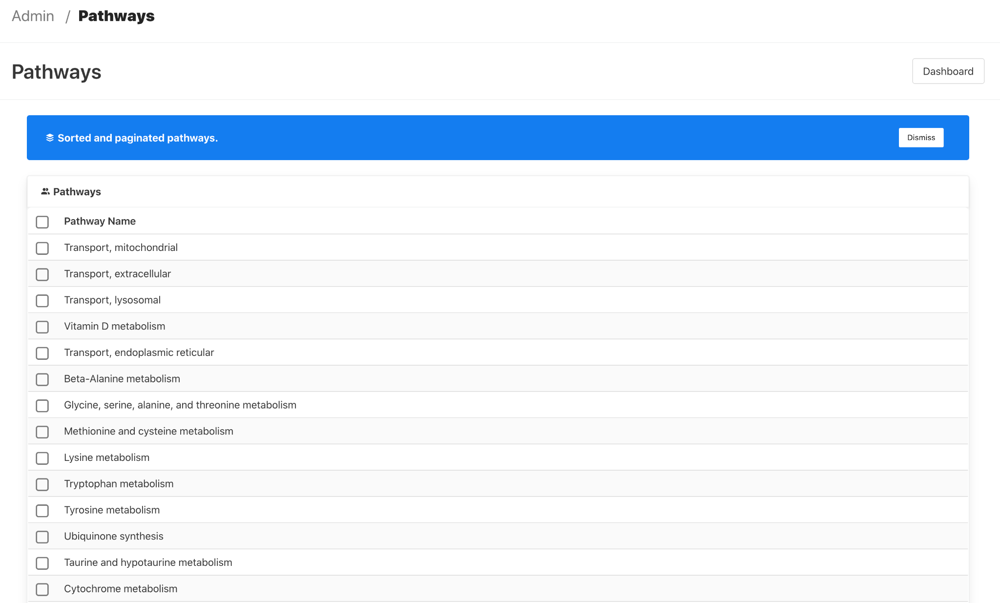 Admin / Pathways
Pathways
Dashboard
Sorted and paginated pathways.
Dismiss
Pathways
Pathway Name
Transport, mitochondrial
Transport, extracellular
Transport, lysosomal
Vitamin D metabolism
Transport, endoplasmic reticular
Beta-Alanine metabolism
Glycine, serine, alanine, and threonine metabolism
Methionine and cysteine metabolism
Lysine metabolism
Tryptophan metabolism
Tyrosine metabolism
Ubiquinone synthesis
Taurine and hypotaurine metabolism
Cytochrome metabolism